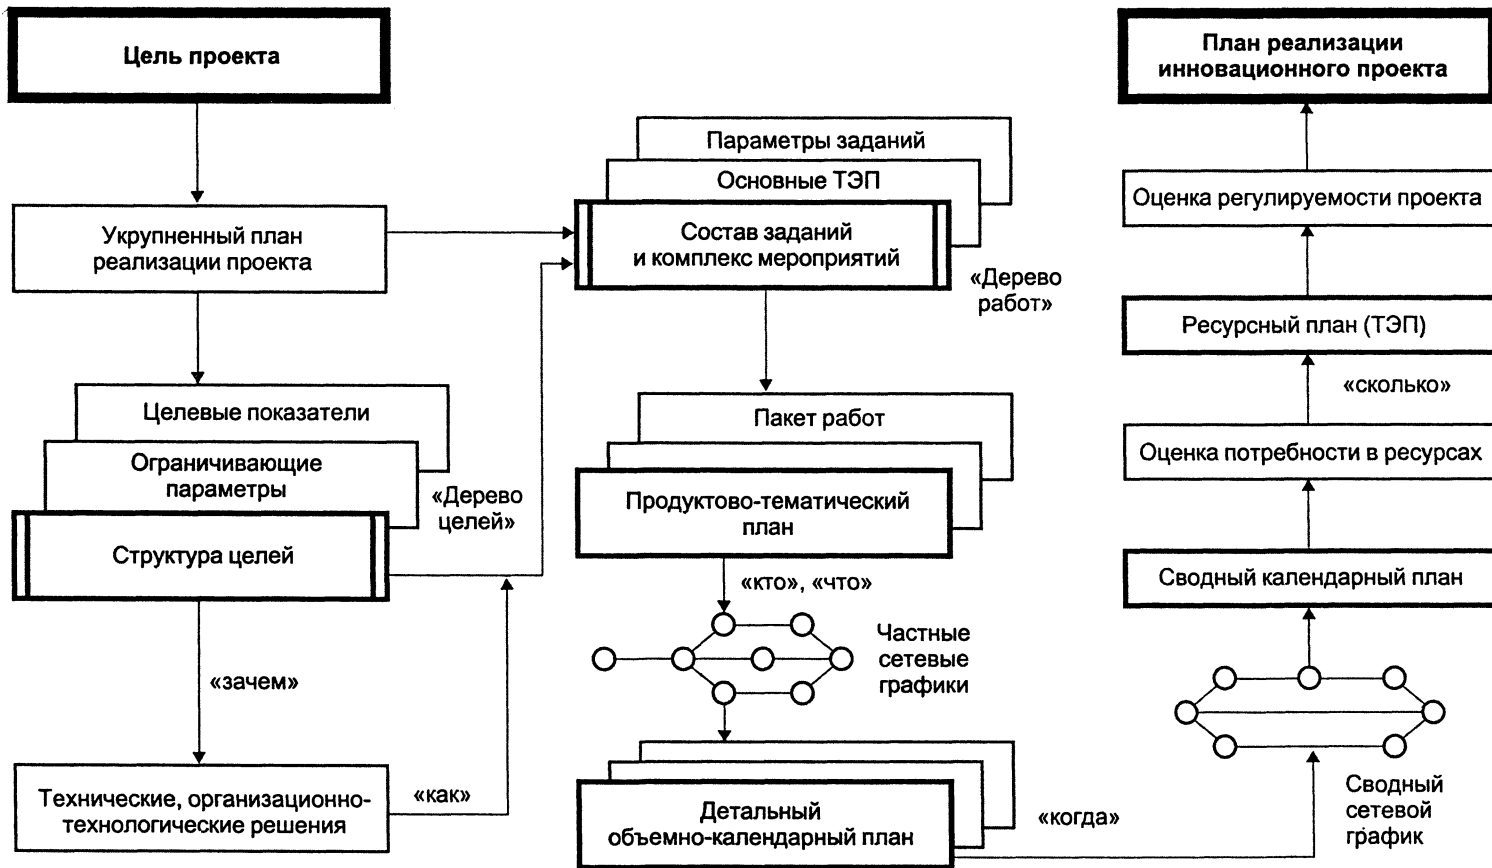 Цель проекта
Укрупненный план
реализации проекта
Целевые показатели
Ограничивающие
параметры
«Дерево
целей»
Структура целей
«зачем»
Технические, организационно-
технологические решения
«как»
Параметры заданий
Основные ТЭП
Состав заданий
и комплекс мероприятий
«Дерево
работ»
Пакет работ
Продуктово-тематический
план
«кто», «что»
Частные
сетевые
графики
Детальный
объемно-календарный план
«когда»
План реализации
инновационного проекта
Оценка регулируемости проекта
Ресурсный план (ТЭП)
«сколько»
Оценка потребности в ресурсах
Сводный календарный план
Сводный
сетевой
график